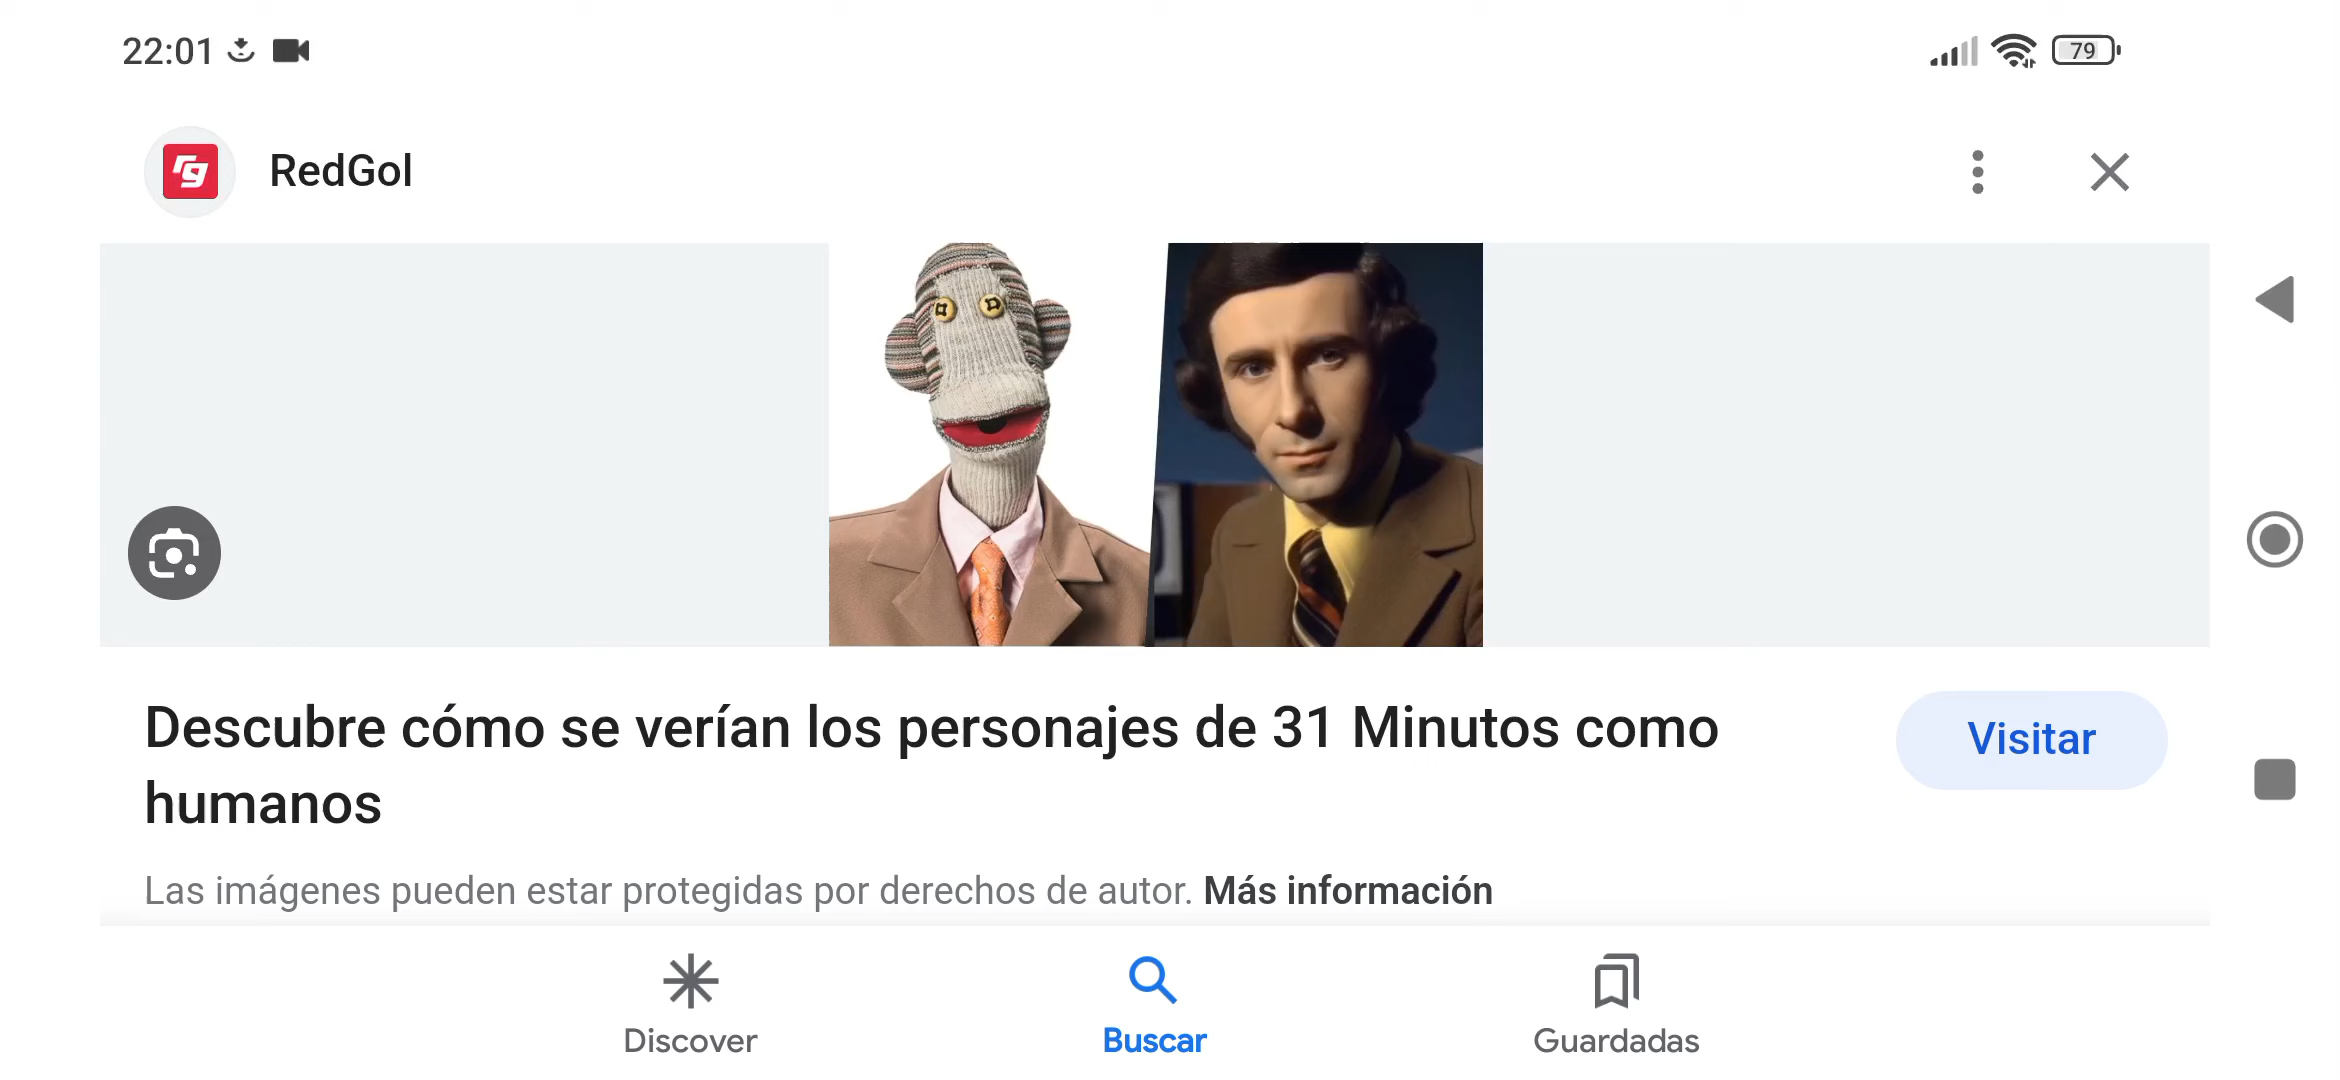 22:01
79
RedGol
Descubre cómo se verían los personajes de 31 Minutos como
humanos
Visitar
Las imágenes pueden estar protegidas por derechos de autor. Más información
Discover
Buscar
Guardadas